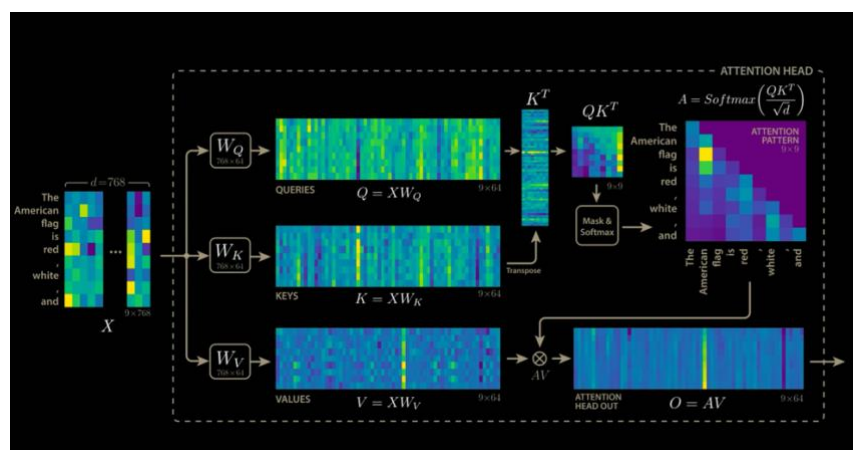 ATTENTION HEAD
d=768
The
American
flag
is
red
,
white
,
and
...
X
9×768
W_Q
768×64
QUERIES
Q = XW_Q
9×64
W_K
768×64
KEYS
K = XW_K
9×64
Transpose
W_V
768×64
VALUES
V = XW_V
9×64
K^T
QK^T
9×9
Mask &
Softmax
A = Softmax(QK^T/√d)
ATTENTION
PATTERN
9×9
The
American
flag
is
red
,
white
,
and
The
American
flag
is
red
,
white
,
and
AV
ATTENTION
HEAD OUT
O = AV
9×64